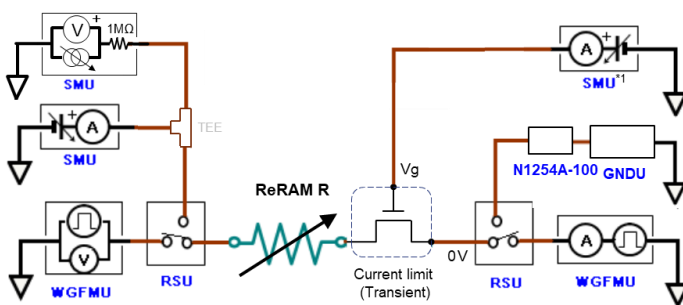 V
+
1MΩ
SMU
+
A
SMU
TEE
V
WGFMU
RSU
ReRAM R
Vg
Current limit
(Transient)
0V
A
+
SMU*1
N1254A-100
GNDU
RSU
A
WGFMU